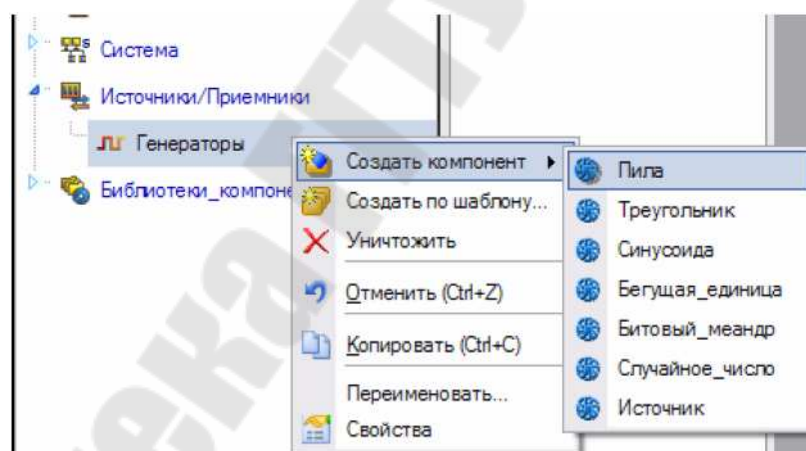 Система
Источники/Приемники
Генераторы
Библиотеки_компоне
Создать компонент
Создать по шаблону...
Уничтожить
Отменить (Ctrl+Z)
Копировать (Ctrl+C)
Переименовать...
Свойства
Пила
Треугольник
Синусоида
Бегущая_единица
Битовый_меандр
Случайное_число
Источник